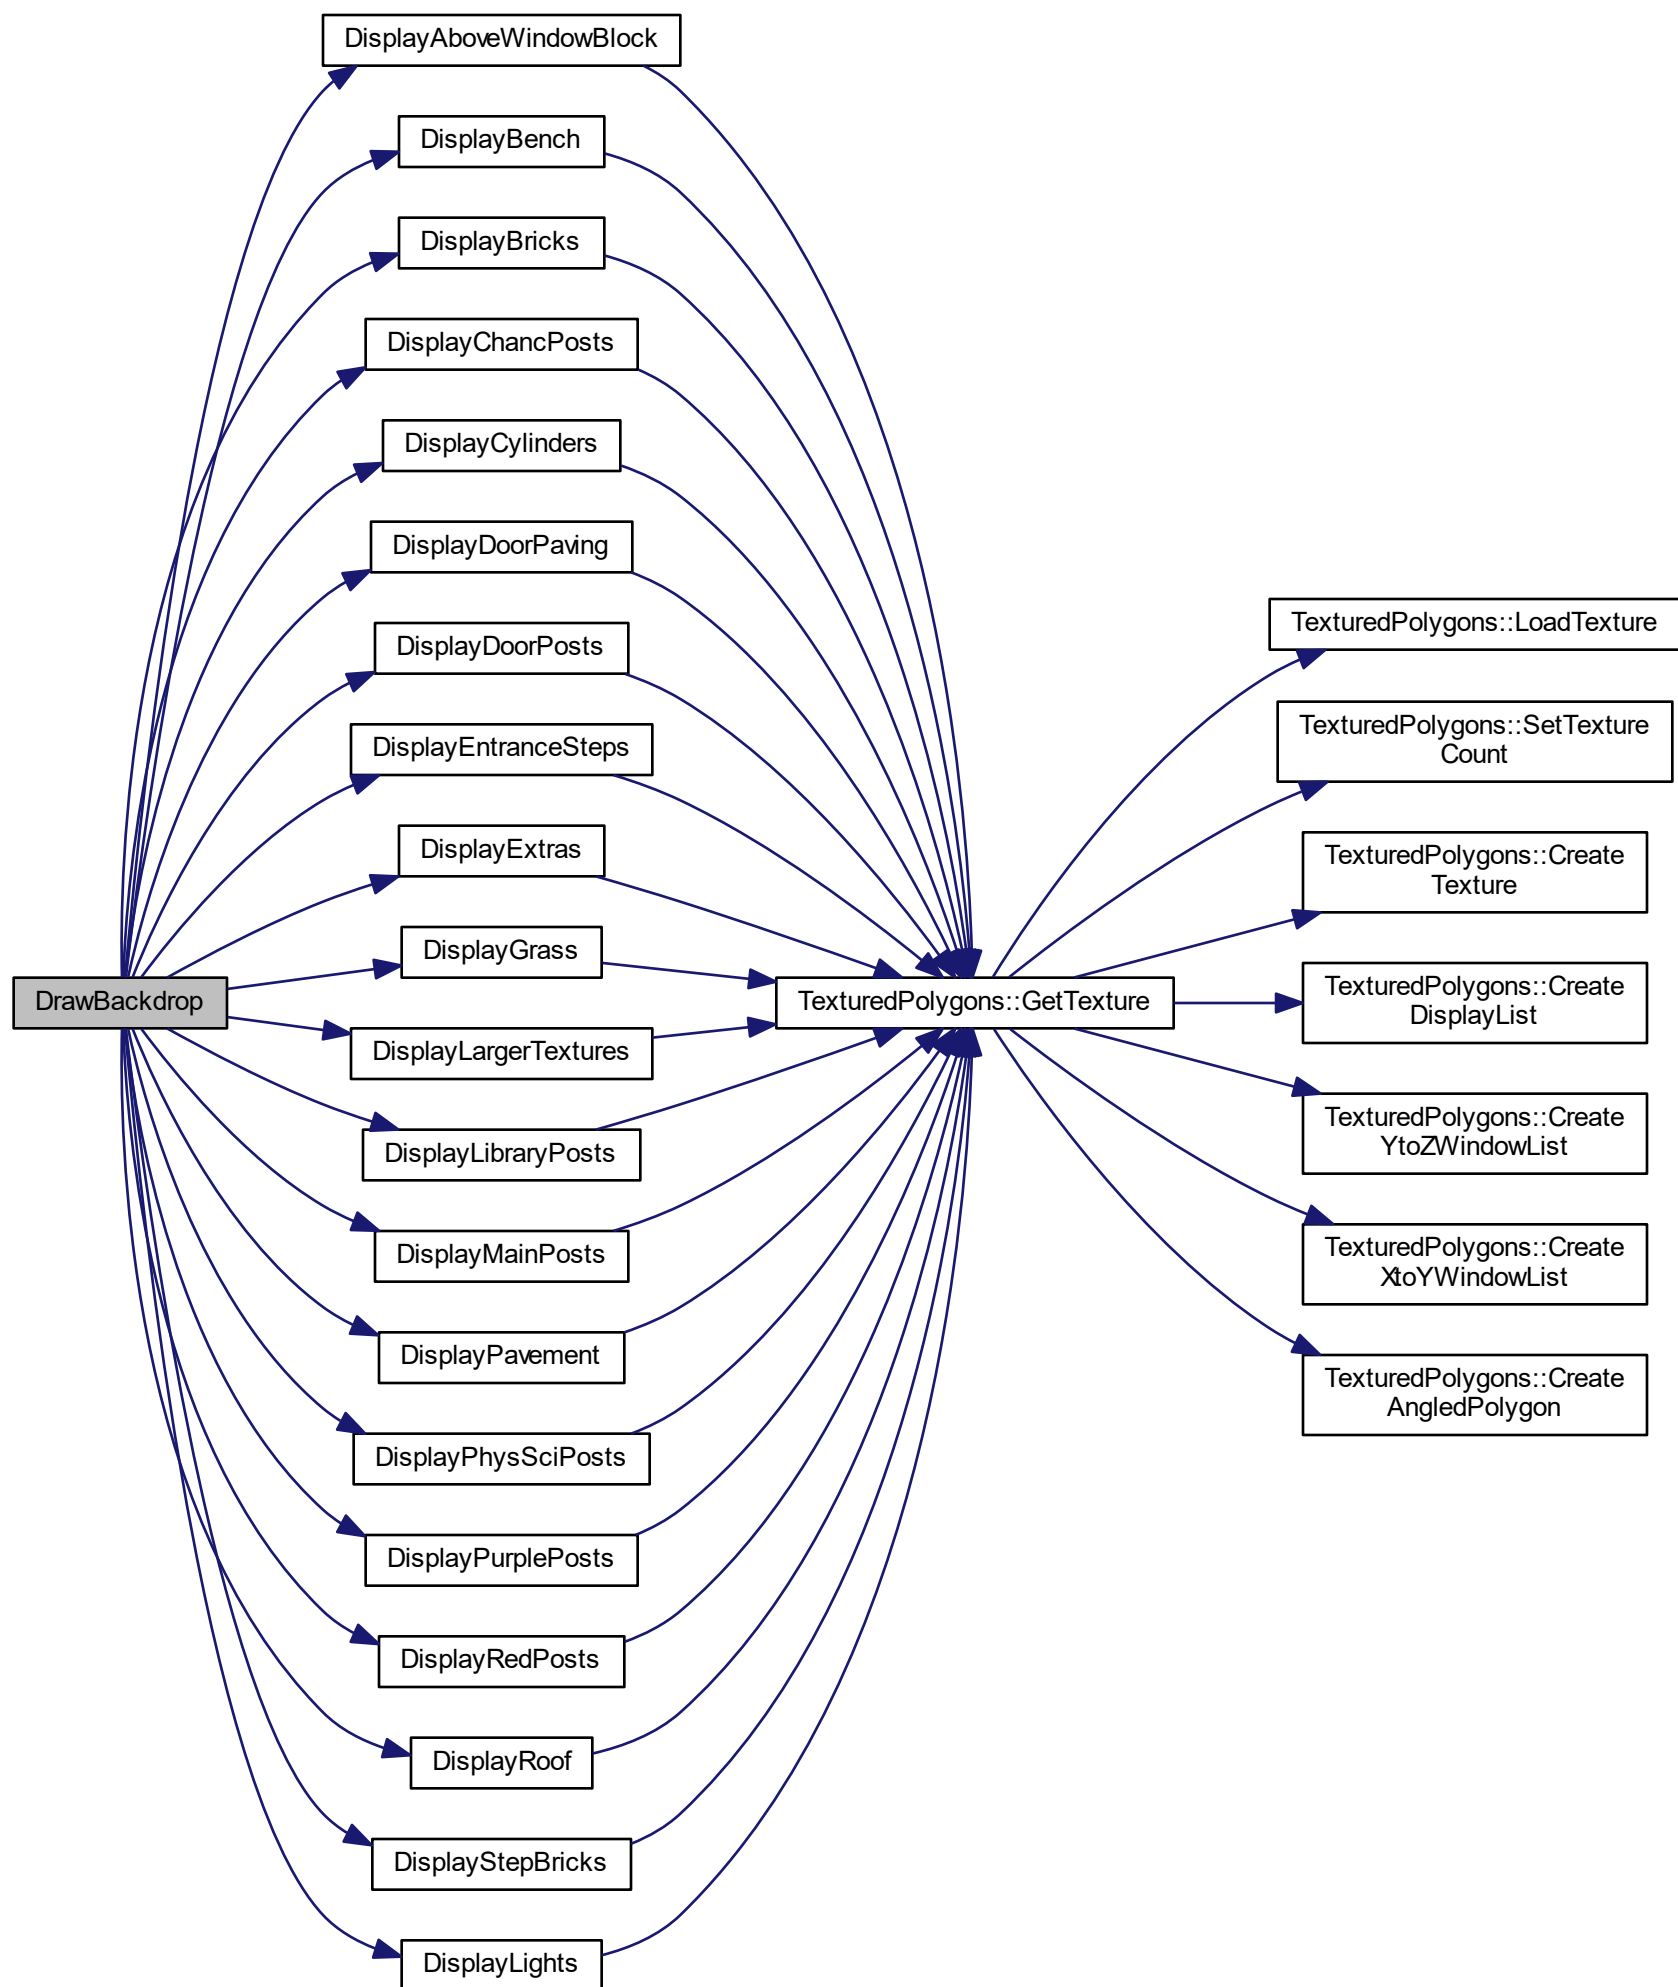 DrawBackdrop
DisplayAboveWindowBlock
DisplayBench
DisplayBricks
DisplayChancPosts
DisplayCylinders
DisplayDoorPaving
DisplayDoorPosts
DisplayEntranceSteps
DisplayExtras
DisplayGrass
DisplayLargerTextures
DisplayLibraryPosts
DisplayMainPosts
DisplayPavement
DisplayPhysSciPosts
DisplayPurplePosts
DisplayRedPosts
DisplayRoof
DisplayStepBricks
DisplayLights
TexturedPolygons::GetTexture
TexturedPolygons::LoadTexture
TexturedPolygons::SetTexture
Count
TexturedPolygons::Create
Texture
TexturedPolygons::Create
DisplayList
TexturedPolygons::Create
YtoZWindowList
TexturedPolygons::Create
XtoYWindowList
TexturedPolygons::Create
AngledPolygon